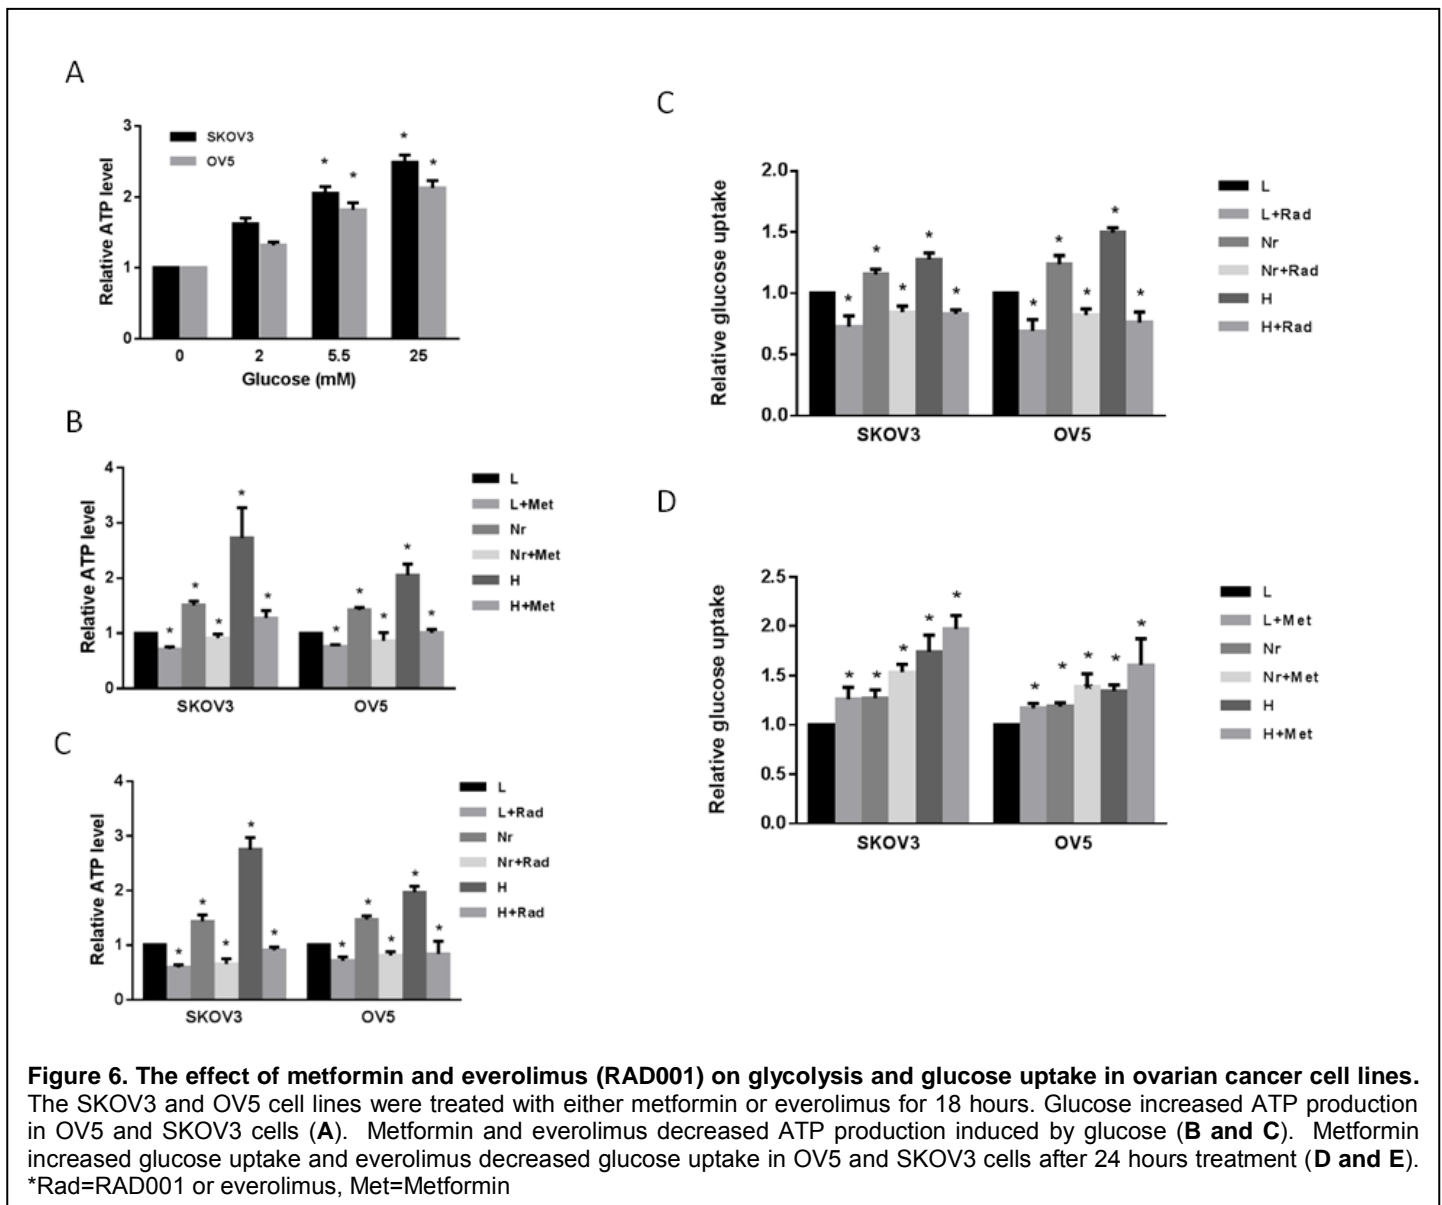 A
3
2
1
0
Relative ATP level
SKOV3
OV5
*
*
*
*
0 2 5.5 25
Glucose (mM)
B
4
3
2
1
0
Relative ATP level
* * * * *
* * * * *
SKOV3 OV5
L
L+Met
Nr
Nr+Met
H
H+Met
C
4
3
2
1
0
Relative ATP level
* * * * *
* * * * *
SKOV3 OV5
L
L+Rad
Nr
Nr+Rad
H
H+Rad
C
2.0
1.5
1.0
0.5
0.0
Relative glucose uptake
* * * * *
* * * * *
SKOV3 OV5
L
L+Rad
Nr
Nr+Rad
H
H+Rad
D
2.5
2.0
1.5
1.0
0.5
0.0
Relative glucose uptake
* * * * *
* * * * * *
SKOV3 OV5
L
L+Met
Nr
Nr+Met
H
H+Met
Figure 6. The effect of metformin and everolimus (RAD001) on glycolysis and glucose uptake in ovarian cancer cell lines.
The SKOV3 and OV5 cell lines were treated with either metformin or everolimus for 18 hours. Glucose increased ATP production
in OV5 and SKOV3 cells (A). Metformin and everolimus decreased ATP production induced by glucose (B and C). Metformin
increased glucose uptake and everolimus decreased glucose uptake in OV5 and SKOV3 cells after 24 hours treatment (D and E).
*Rad=RAD001 or everolimus, Met=Metformin